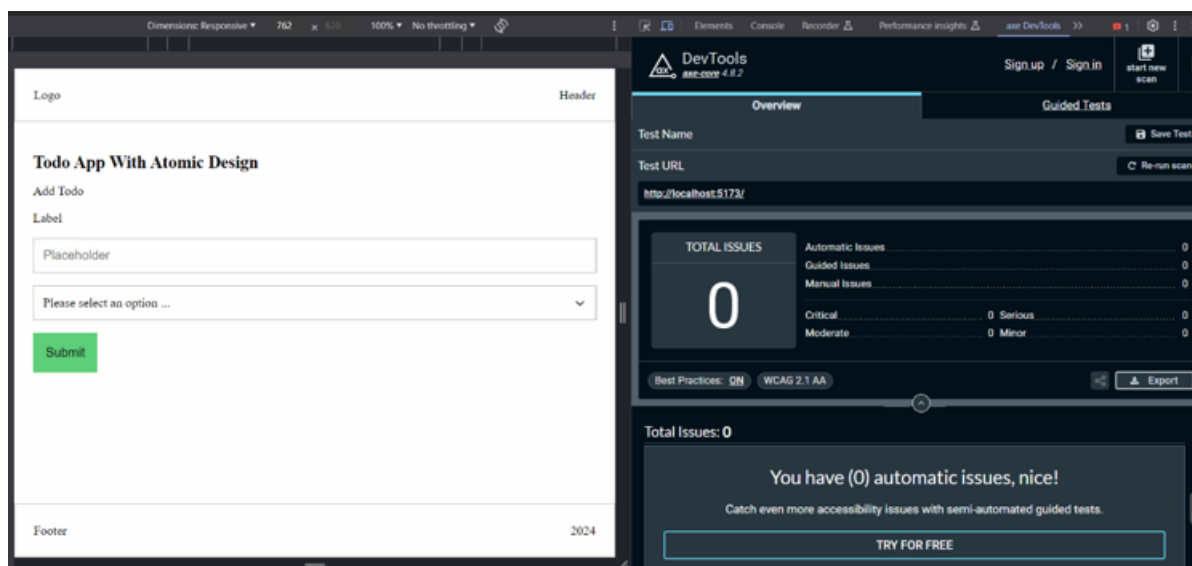 Dimensions: Responsive 762 x 620 100% No throttling
Elements Console Recorder Performance insights axe DevTools 1
Logo Header
Todo App With Atomic Design
Add Todo
Label
Placeholder
Please select an option ...
Submit
Footer 2024
ax DevTools
axe-core 4.8.2
Sign up / Sign in
start new
scan
Overview Guided Tests
Test Name Save Test
Test URL Re-run scan
http://localhost:5173/
TOTAL ISSUES
0
Automatic Issues 0
Guided Issues 0
Manual Issues 0
Critical 0 Serious 0
Moderate 0 Minor 0
Best Practices: ON WCAG 2.1 AA Export
Total Issues: 0
You have (0) automatic issues, nice!
Catch even more accessibility issues with semi-automated guided tests.
TRY FOR FREE